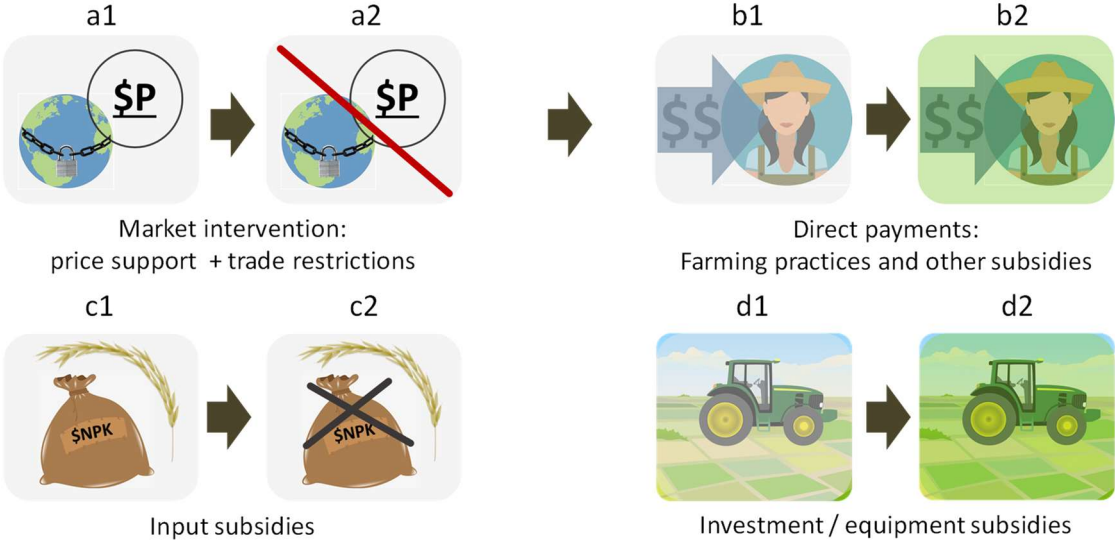 a1
a2
b1
b2
$P
$P
$$
$$
Market intervention:
price support + trade restrictions
Direct payments:
Farming practices and other subsidies
c1
c2
d1
d2
$NPK
$NPK
Input subsidies
Investment / equipment subsidies